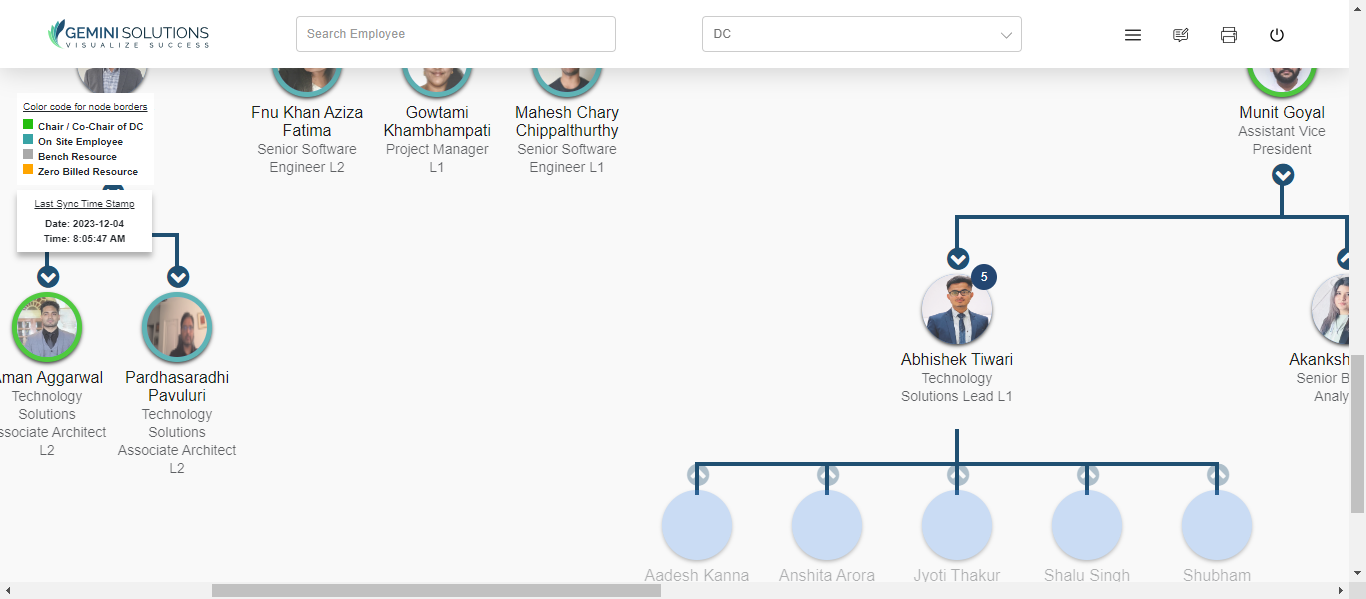 GEMINI SOLUTIONS
VISUALIZE SUCCESS
Search Employee
DC
Color code for node borders
Chair / Co-Chair of DC
On Site Employee
Bench Resource
Zero Billed Resource
Last Sync Time Stamp
Date: 2023-12-04
Time: 8:05:47 AM
Fnu Khan Aziza
Fatima
Senior Software
Engineer L2
Gowtami
Khambhampati
Project Manager
L1
Mahesh Chary
Chippalthurthy
Senior Software
Engineer L1
Munit Goyal
Assistant Vice
President
man Aggarwal
Technology
Solutions
ssociate Architect
L2
Pardhasaradhi
Pavuluri
Technology
Solutions
Associate Architect
L2
5
Abhishek Tiwari
Technology
Solutions Lead L1
Akanksh
Senior B
Analy
Aadesh Kanna
Anshita Arora
Jyoti Thakur
Shalu Singh
Shubham